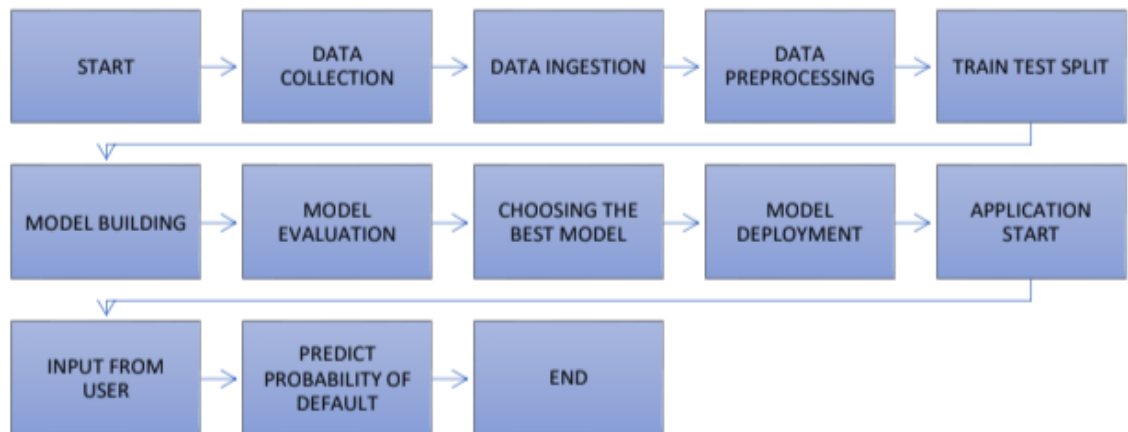 START
DATA
COLLECTION
DATA INGESTION
DATA
PREPROCESSING
TRAIN TEST SPLIT
MODEL BUILDING
MODEL
EVALUATION
CHOOSING THE
BEST MODEL
MODEL
DEPLOYMENT
APPLICATION
START
INPUT FROM
USER
PREDICT
PROBABILITY OF
DEFAULT
END